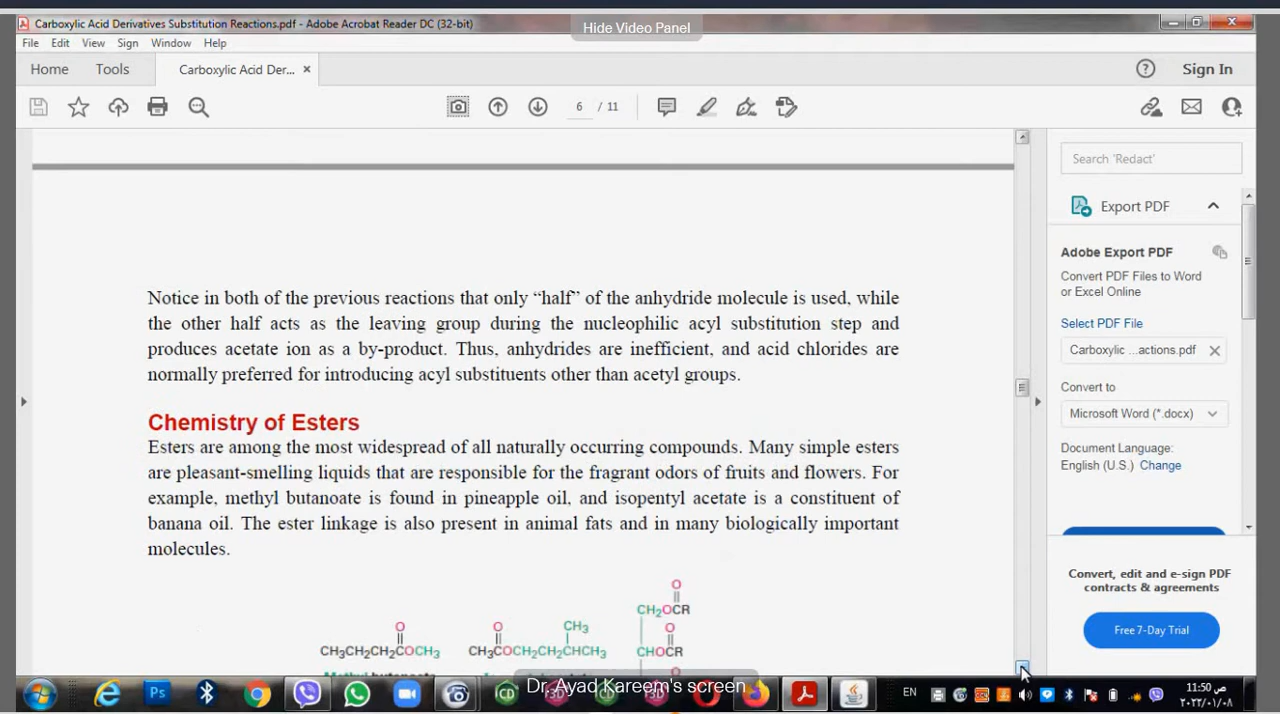 Carboxylic Acid Derivatives Substitution Reactions.pdf - Adobe Acrobat Reader DC (32-bit)
Hide Video Panel
File Edit View Sign Window Help
Home Tools Carboxylic Acid Der... × Sign In
6 / 11
Search 'Redact'
Export PDF
Adobe Export PDF
Convert PDF Files to Word
or Excel Online
Select PDF File
Carboxylic ...actions.pdf
Convert to
Microsoft Word (*.docx)
Document Language:
English (U.S.) Change
Convert, edit and e-sign PDF
contracts & agreements
Free 7-Day Trial
Notice in both of the previous reactions that only “half” of the anhydride molecule is used, while
the other half acts as the leaving group during the nucleophilic acyl substitution step and
produces acetate ion as a by-product. Thus, anhydrides are inefficient, and acid chlorides are
normally preferred for introducing acyl substituents other than acetyl groups.
Chemistry of Esters
Esters are among the most widespread of all naturally occurring compounds. Many simple esters
are pleasant-smelling liquids that are responsible for the fragrant odors of fruits and flowers. For
example, methyl butanoate is found in pineapple oil, and isopentyl acetate is a constituent of
banana oil. The ester linkage is also present in animal fats and in many biologically important
molecules.
O
CH₂OCR
O CH₃ O
O
CH₃CH₂CH₂COCH₃ CH₃COCH₂CH₂CHCH₃ CHOCR
Dr. Ayad Kareem's screen
Ps
EN
11:50 ص
٢٠٢٢/٠١/٠٨